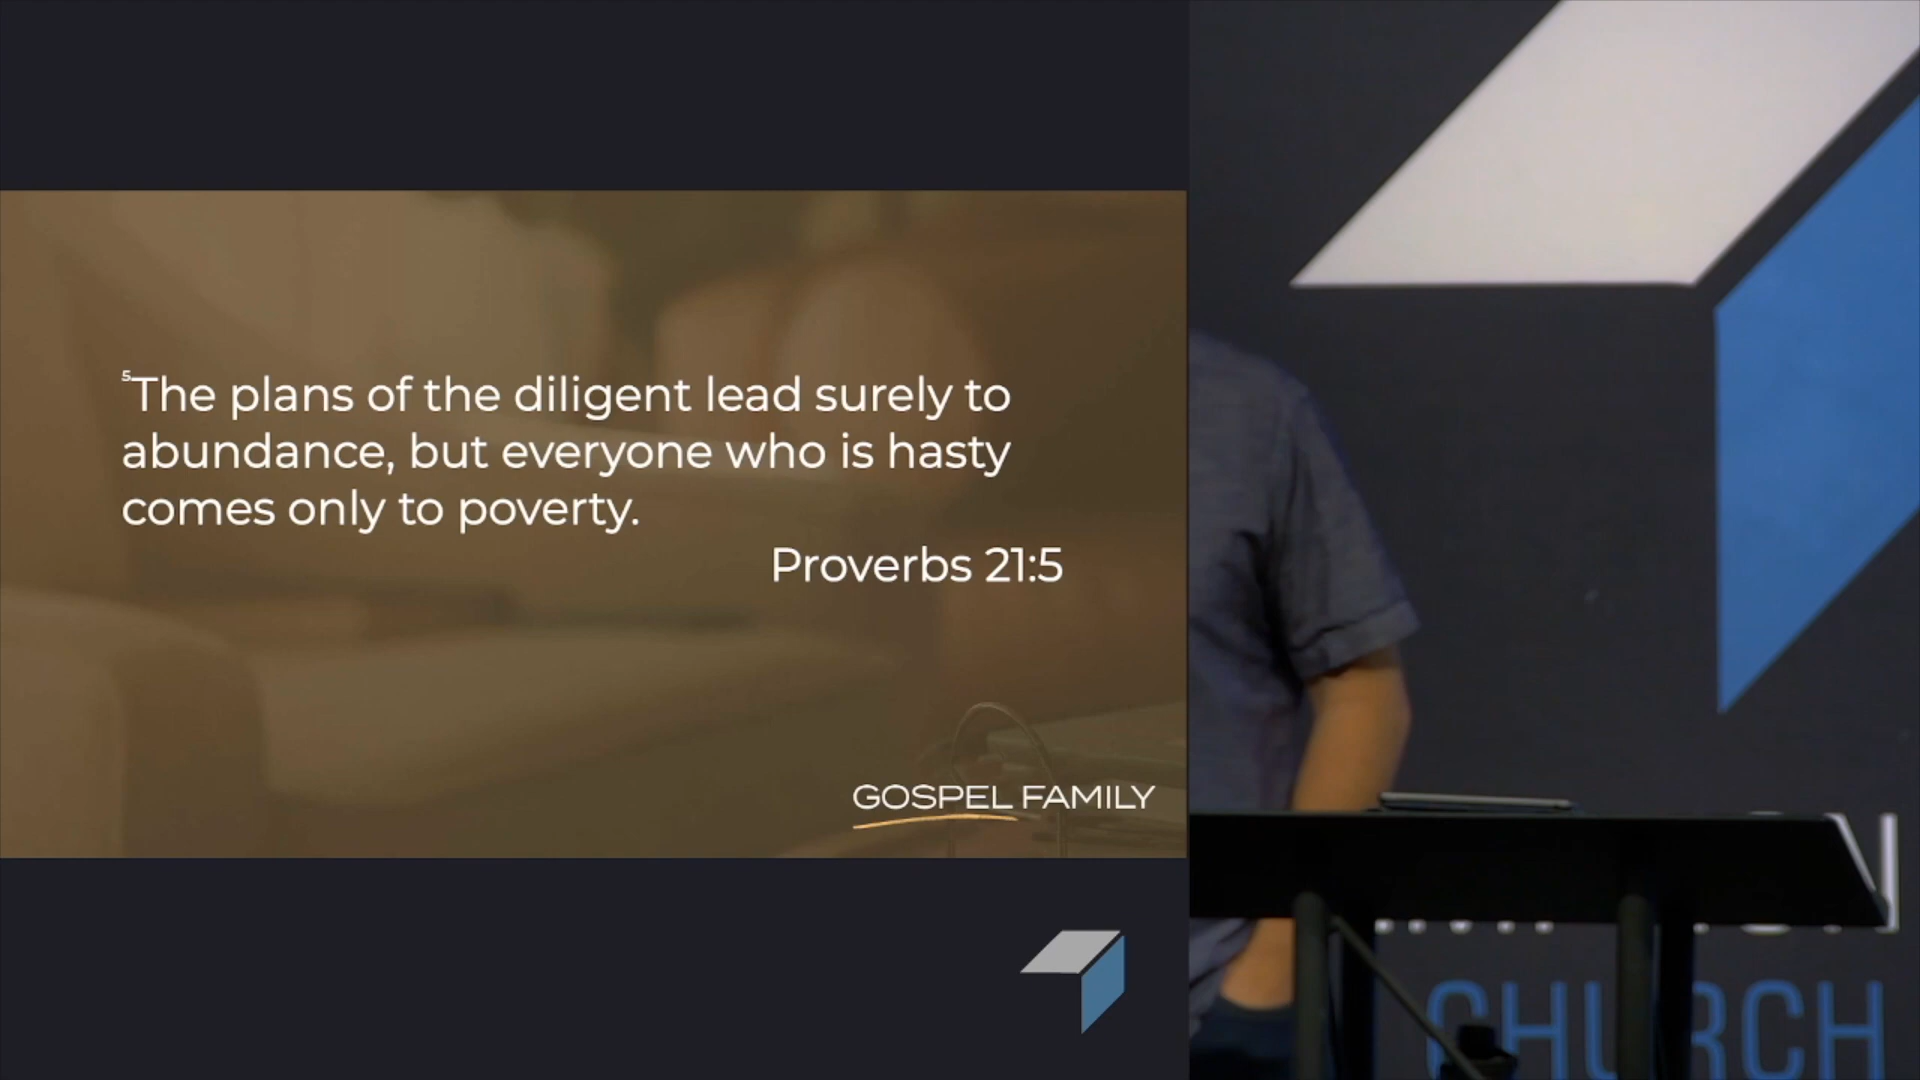 ⁵The plans of the diligent lead surely to
abundance, but everyone who is hasty
comes only to poverty.
Proverbs 21:5
GOSPEL FAMILY
CHURCH